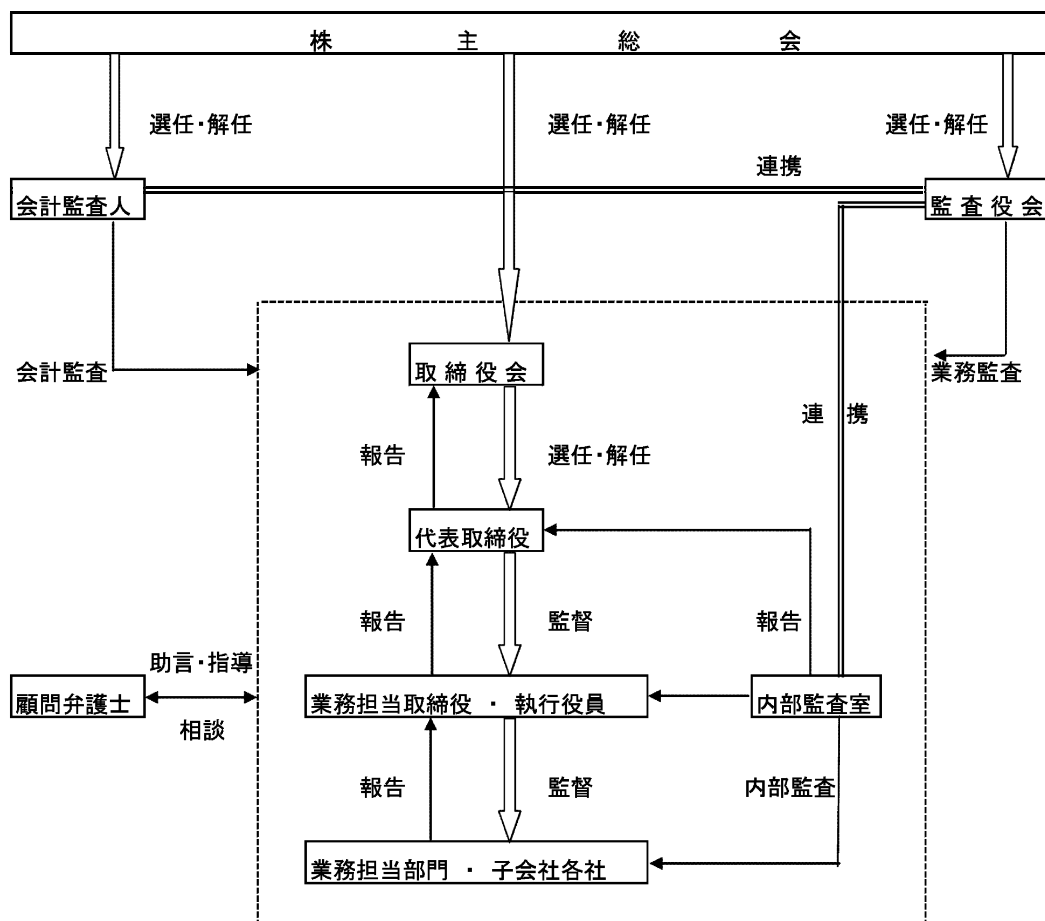 株 主 総 会
選任・解任
選任・解任
選任・解任
連携
会計監査人
監 査 役 会
会計監査
取 締 役 会
業務監査
連 携
報告
選任・解任
代表取締役
報告
監督
報告
助言・指導
顧問弁護士
業務担当取締役 ・ 執行役員
内部監査室
相談
報告
監督
内部監査
業務担当部門 ・ 子会社各社